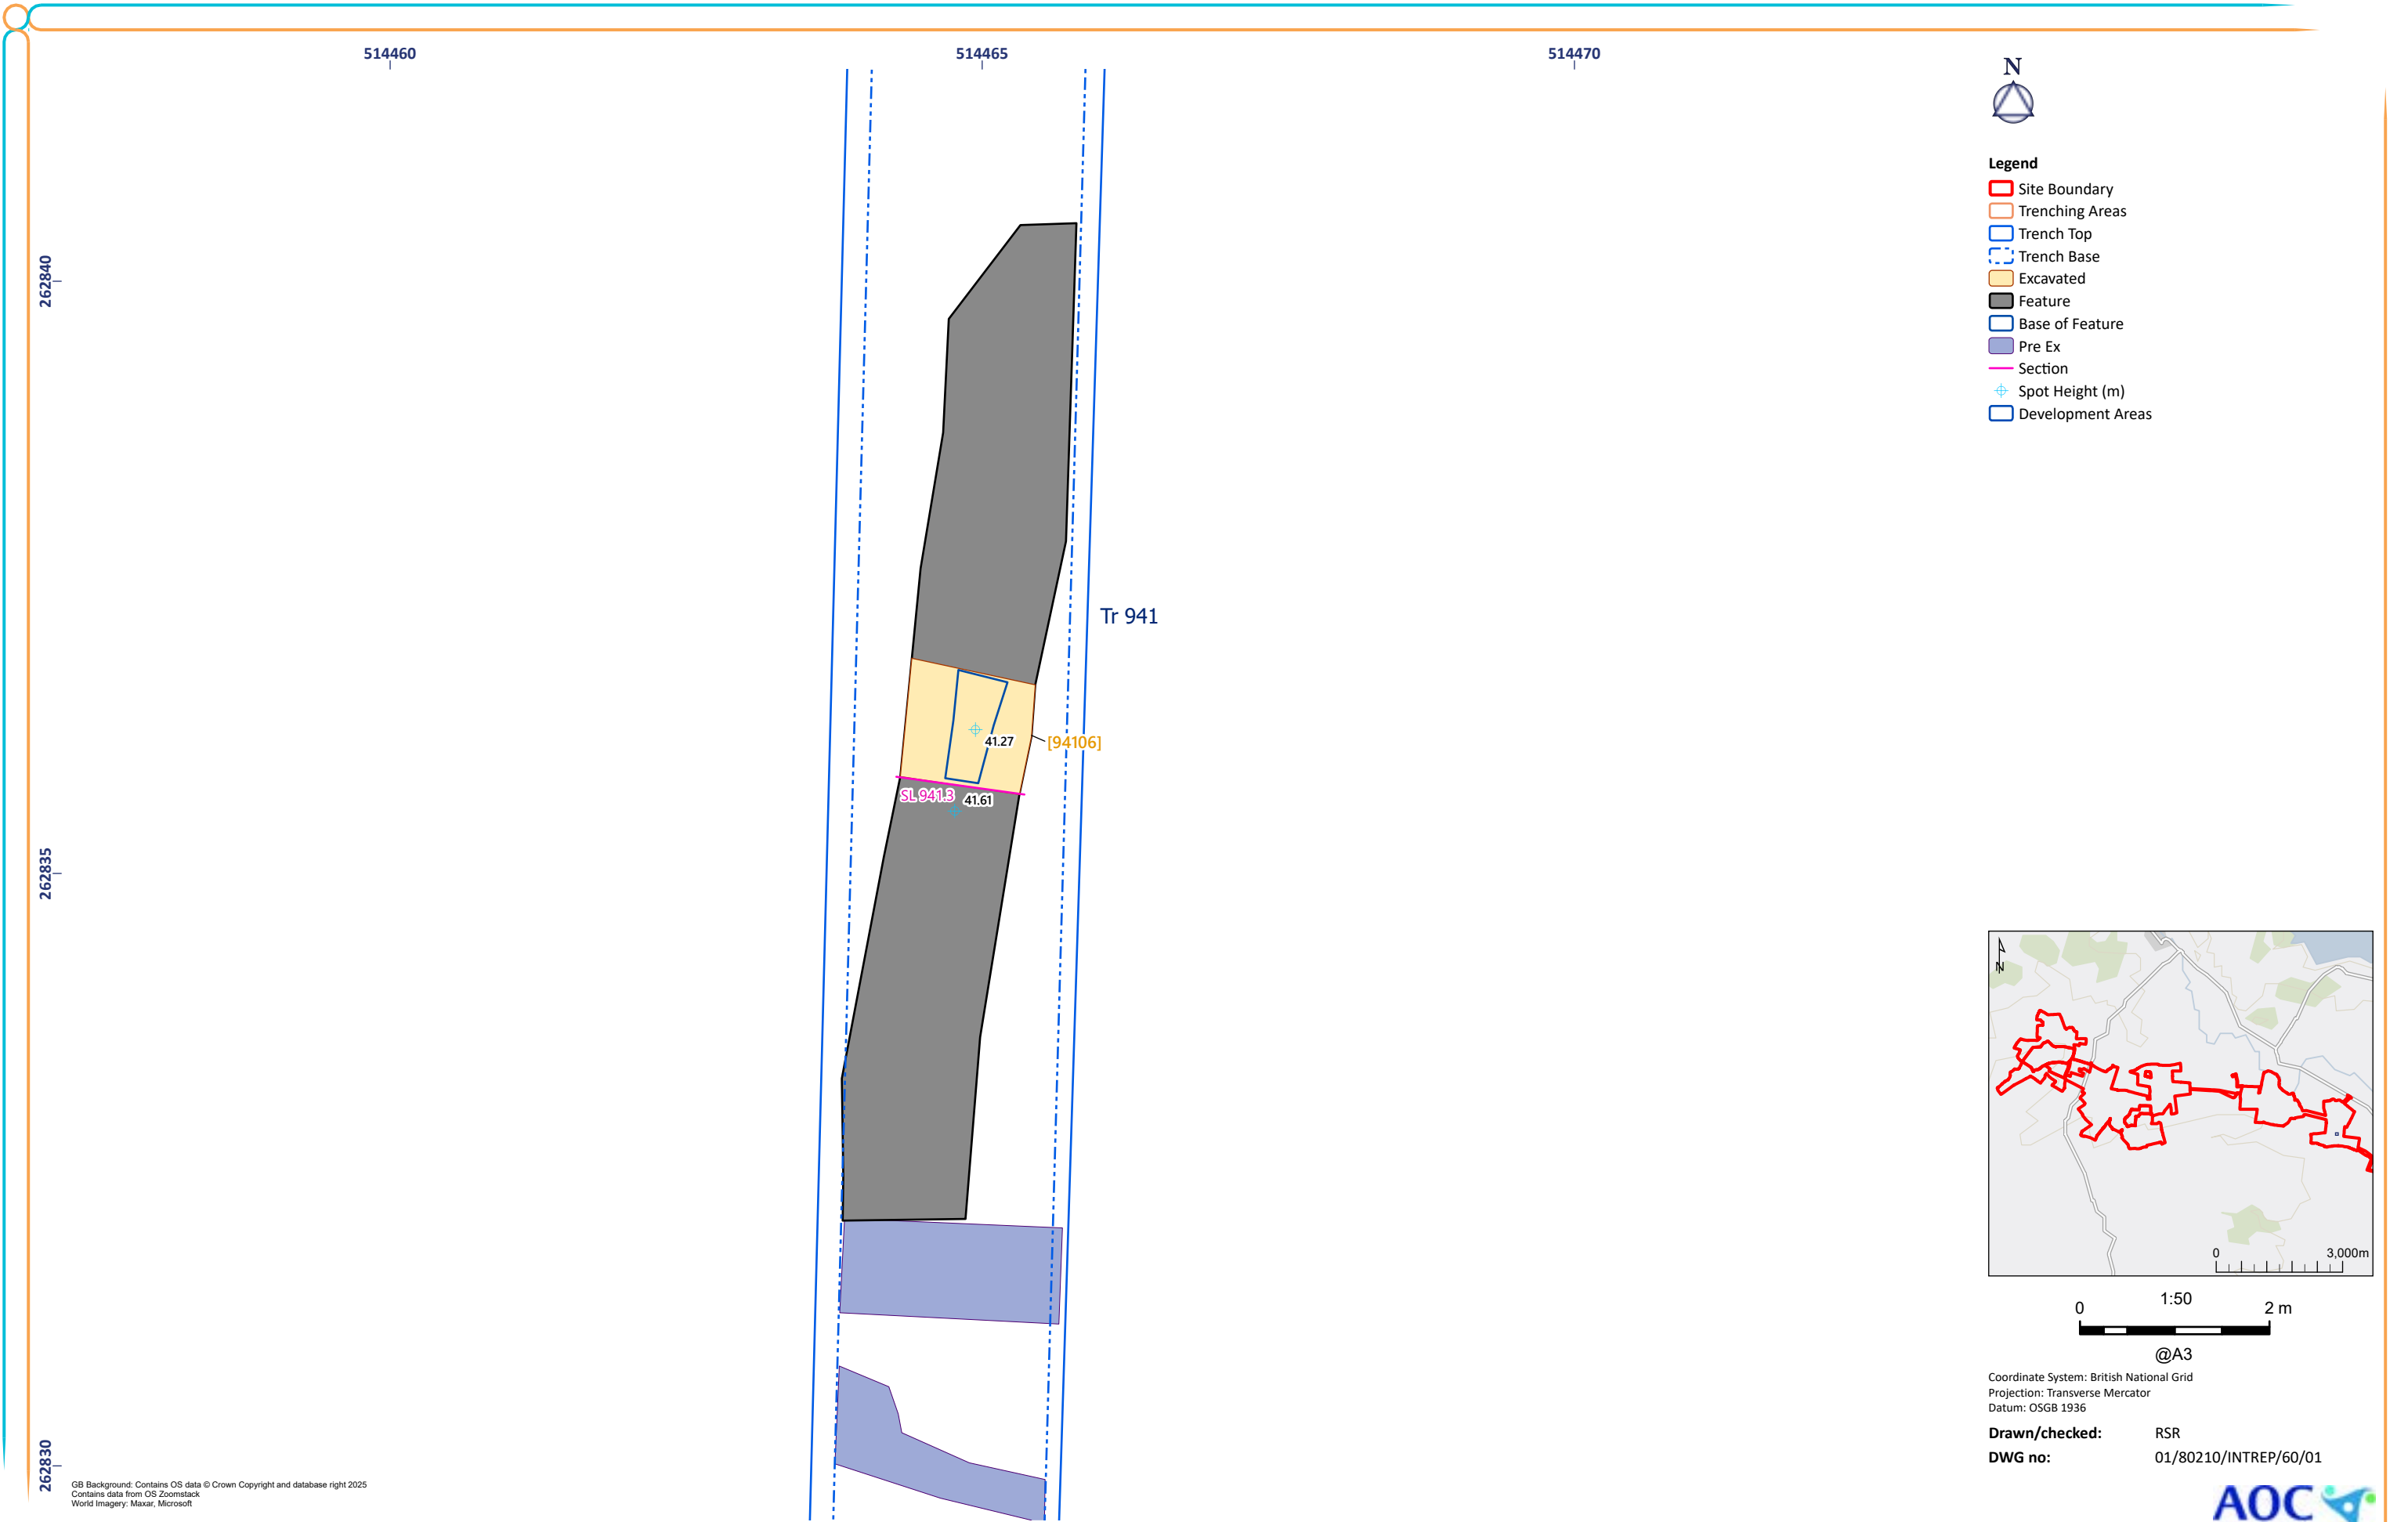 514460
514465
514470
262840
262835
262830
Tr 941
41.27
[94106]
SL 941.3
41.61
N
Legend
Site Boundary
Trenching Areas
Trench Top
Trench Base
Excavated
Feature
Base of Feature
Pre Ex
Section
Spot Height (m)
Development Areas
N
0 3,000m
1:50
0 2 m
@A3
Coordinate System: British National Grid
Projection: Transverse Mercator
Datum: OSGB 1936
Drawn/checked: RSR
DWG no: 01/80210/INTREP/60/01
GB Background: Contains OS data © Crown Copyright and database right 2025
Contains data from OS Zoomstack
World Imagery: Maxar, Microsoft
AOC